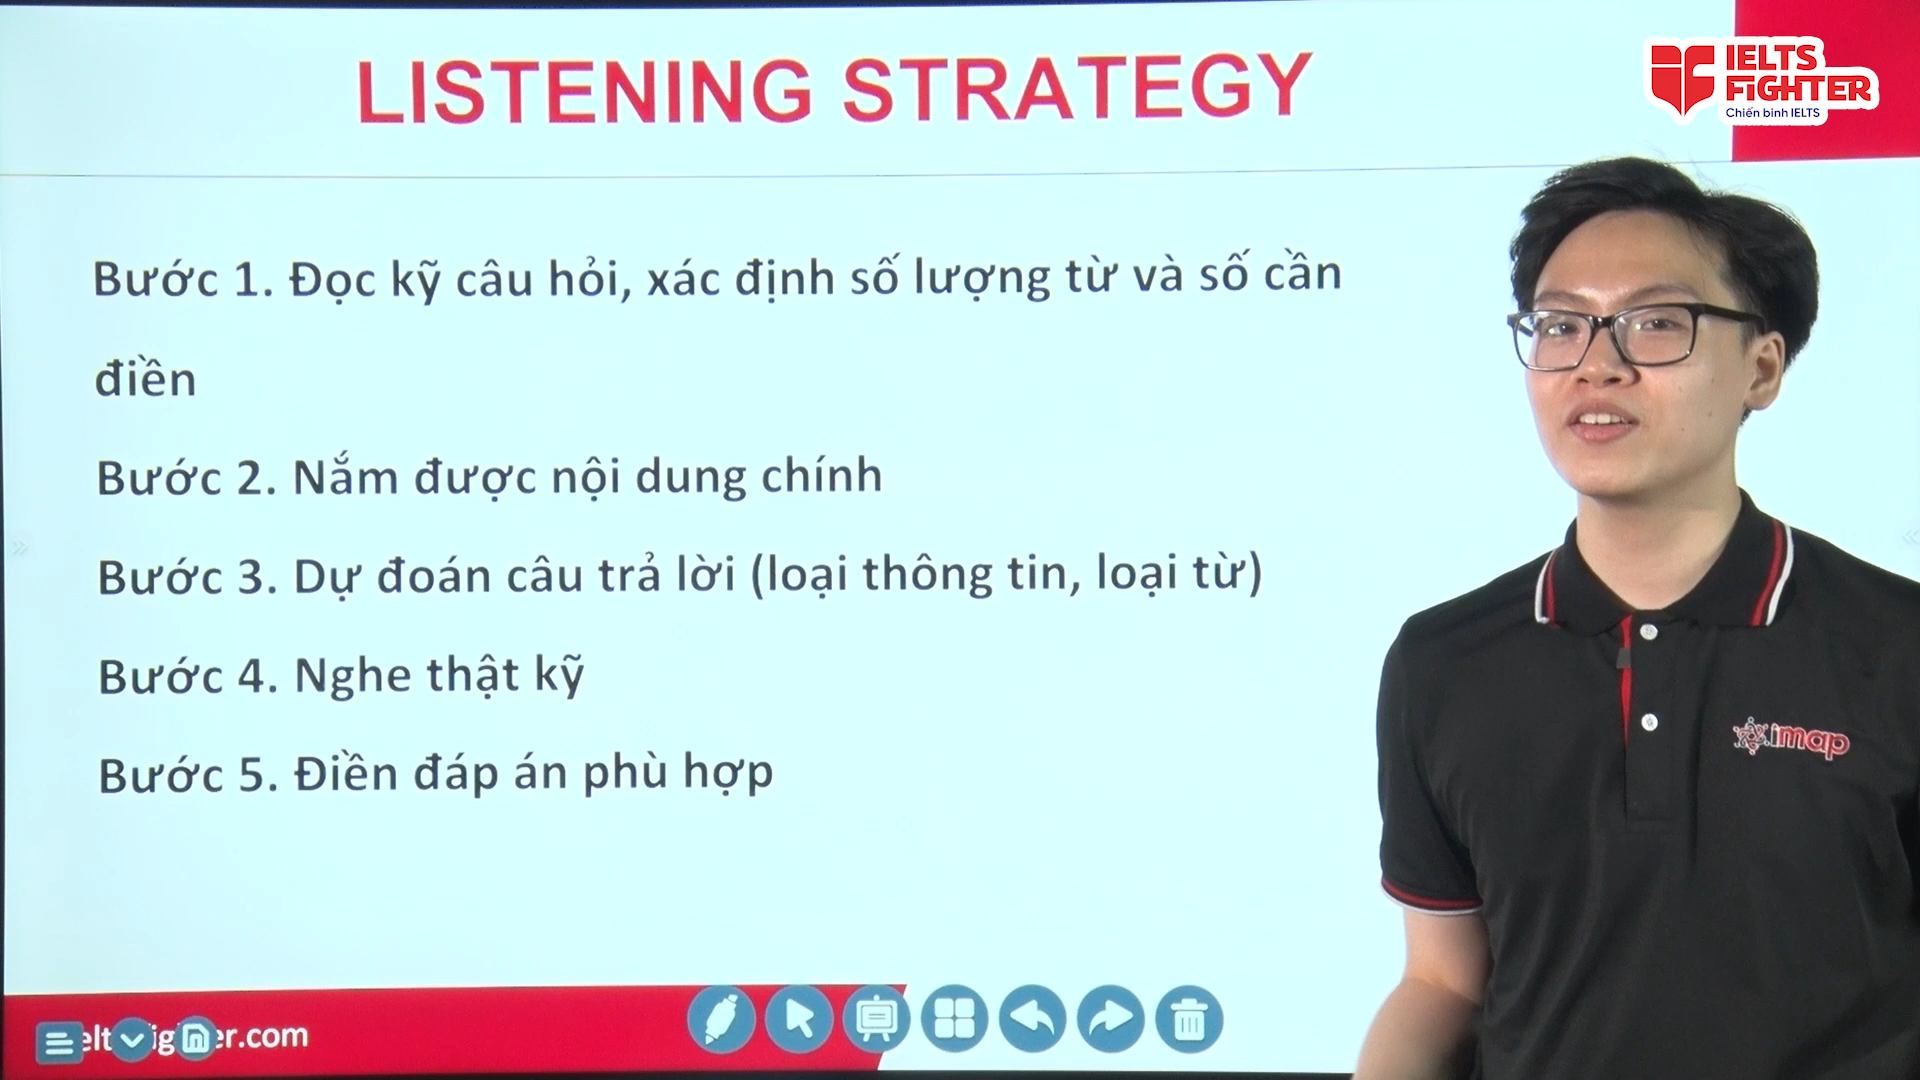 LISTENING STRATEGY
IELTS
FiGHTER
Chiến binh IELTS
Bước 1. Đọc kỹ câu hỏi, xác định số lượng từ và số cần
điền
Bước 2. Nắm được nội dung chính
Bước 3. Dự đoán câu trả lời (loại thông tin, loại từ)
Bước 4. Nghe thật kỹ
Bước 5. Điền đáp án phù hợp
imap